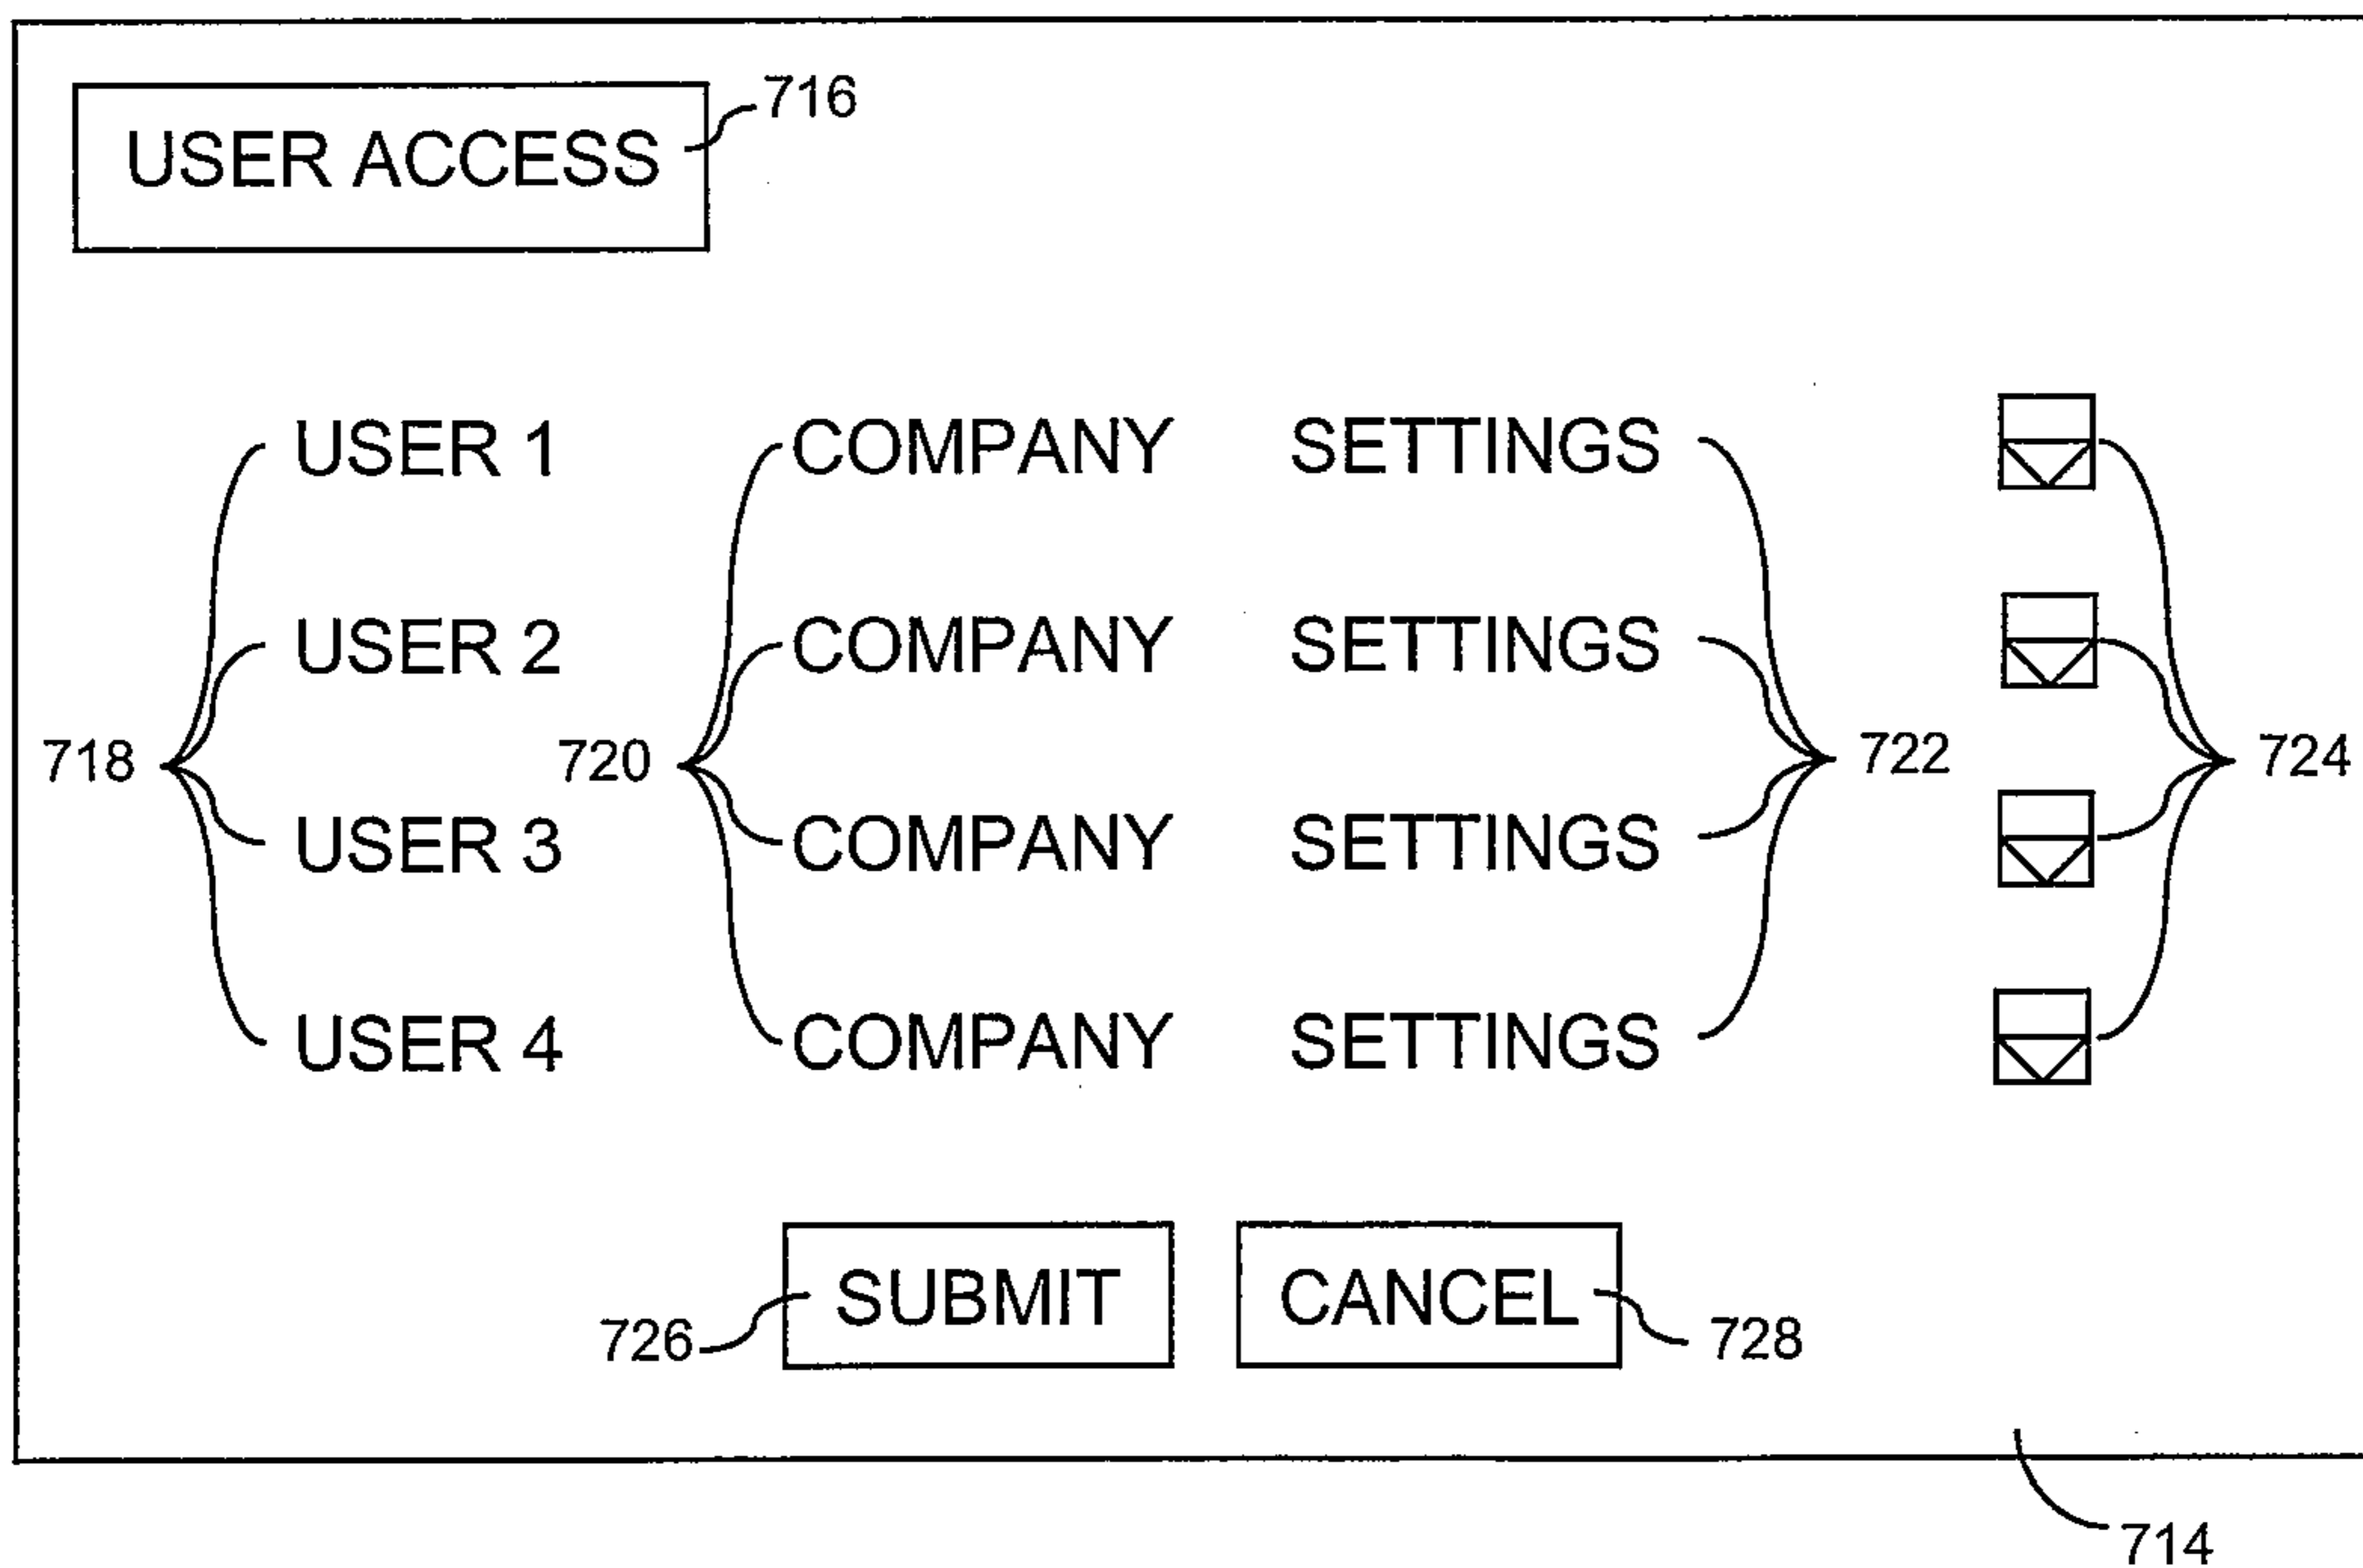 716
USER ACCESS
USER 1 COMPANY SETTINGS
USER 2 COMPANY SETTINGS
718 720 722 724
USER 3 COMPANY SETTINGS
USER 4 COMPANY SETTINGS
SUBMIT CANCEL
726 728
714